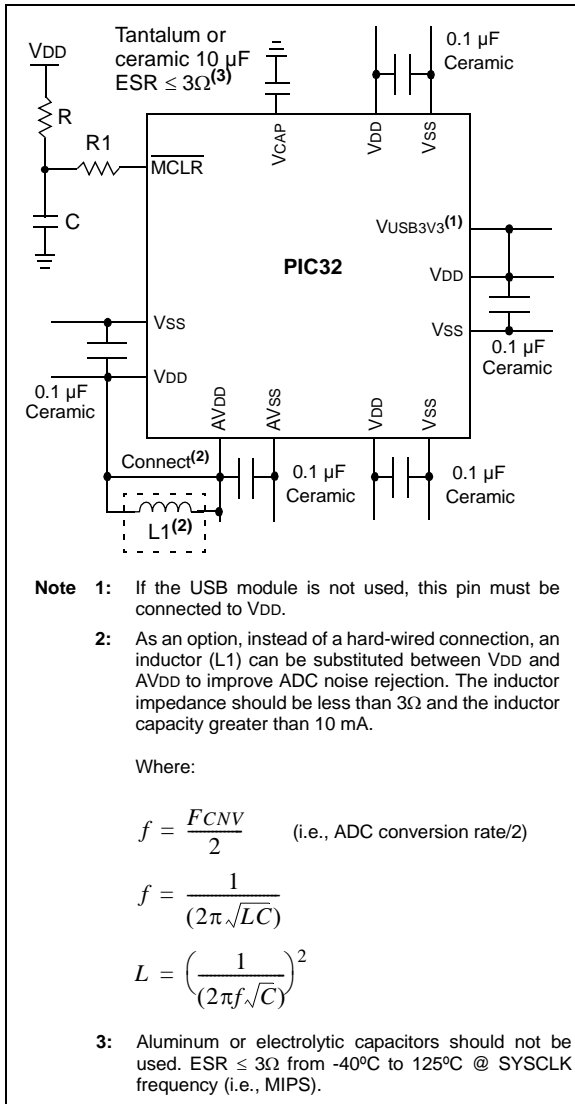 VDD
Tantalum or
ceramic 10 µF
ESR ≤ 3Ω(3)
0.1 µF
Ceramic
R
R1
C
MCLR
VCAP
VDD
VSS
VUSB3V3(1)
VDD
VSS
PIC32
0.1 µF
Ceramic
VSS
VDD
0.1 µF
Ceramic
AVDD
AVSS
VDD
VSS
Connect(2)
L1(2)
0.1 µF
Ceramic
0.1 µF
Ceramic
Note 1: If the USB module is not used, this pin must be
connected to VDD.
2: As an option, instead of a hard-wired connection, an
inductor (L1) can be substituted between VDD and
AVDD to improve ADC noise rejection. The inductor
impedance should be less than 3Ω and the inductor
capacity greater than 10 mA.
Where:
f = FCNV / 2 (i.e., ADC conversion rate/2)
f = 1 / (2π√LC)
L = (1 / (2πf√C))²
3: Aluminum or electrolytic capacitors should not be
used. ESR ≤ 3Ω from -40ºC to 125ºC @ SYSCLK
frequency (i.e., MIPS).